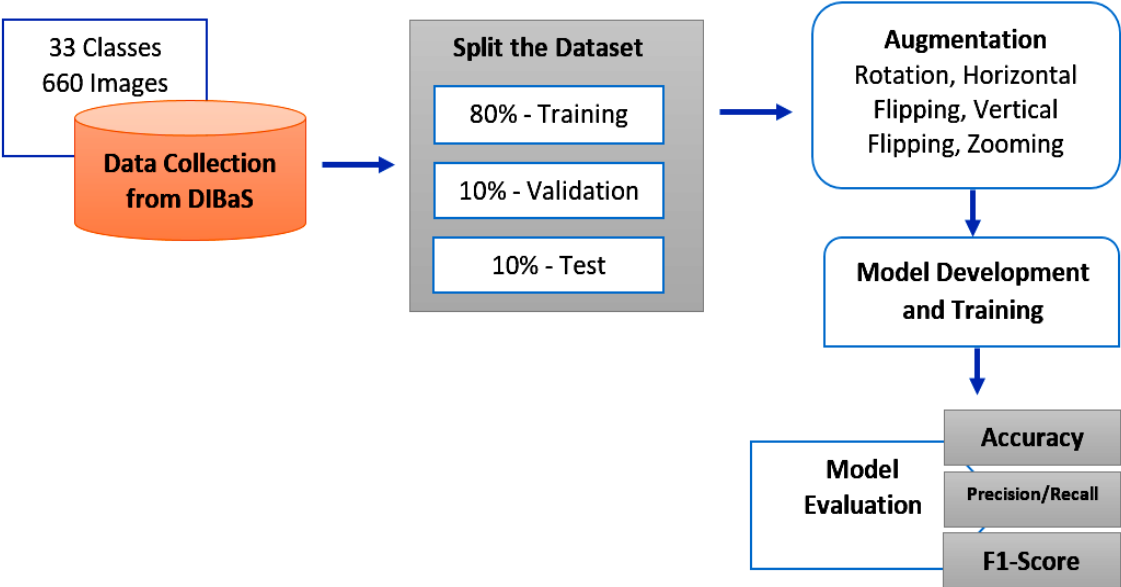 33 Classes
660 Images
Data Collection
from DIBaS
Split the Dataset
80% - Training
10% - Validation
10% - Test
Augmentation
Rotation, Horizontal
Flipping, Vertical
Flipping, Zooming
Model Development
and Training
Model
Evaluation
Accuracy
Precision/Recall
F1-Score